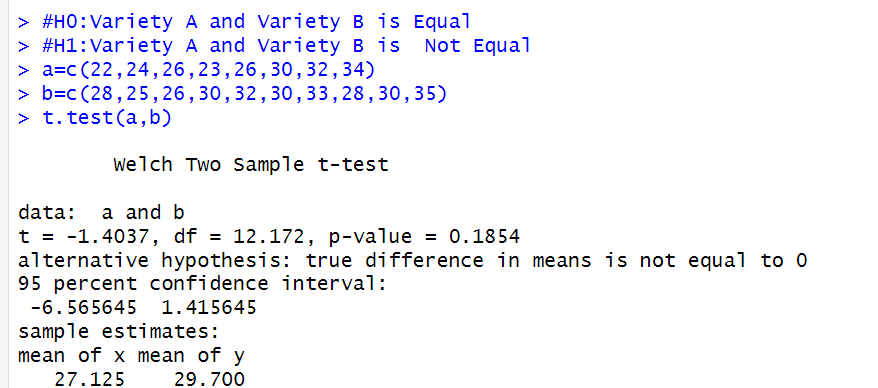 > #H0:Variety A and Variety B is Equal
> #H1:Variety A and Variety B is  Not Equal
> a=c(22,24,26,23,26,30,32,34)
> b=c(28,25,26,30,32,30,33,28,30,35)
> t.test(a,b)
Welch Two Sample t-test
data:  a and b
t = -1.4037, df = 12.172, p-value = 0.1854
alternative hypothesis: true difference in means is not equal to 0
95 percent confidence interval:
-6.565645  1.415645
sample estimates:
mean of x mean of y
27.125    29.700